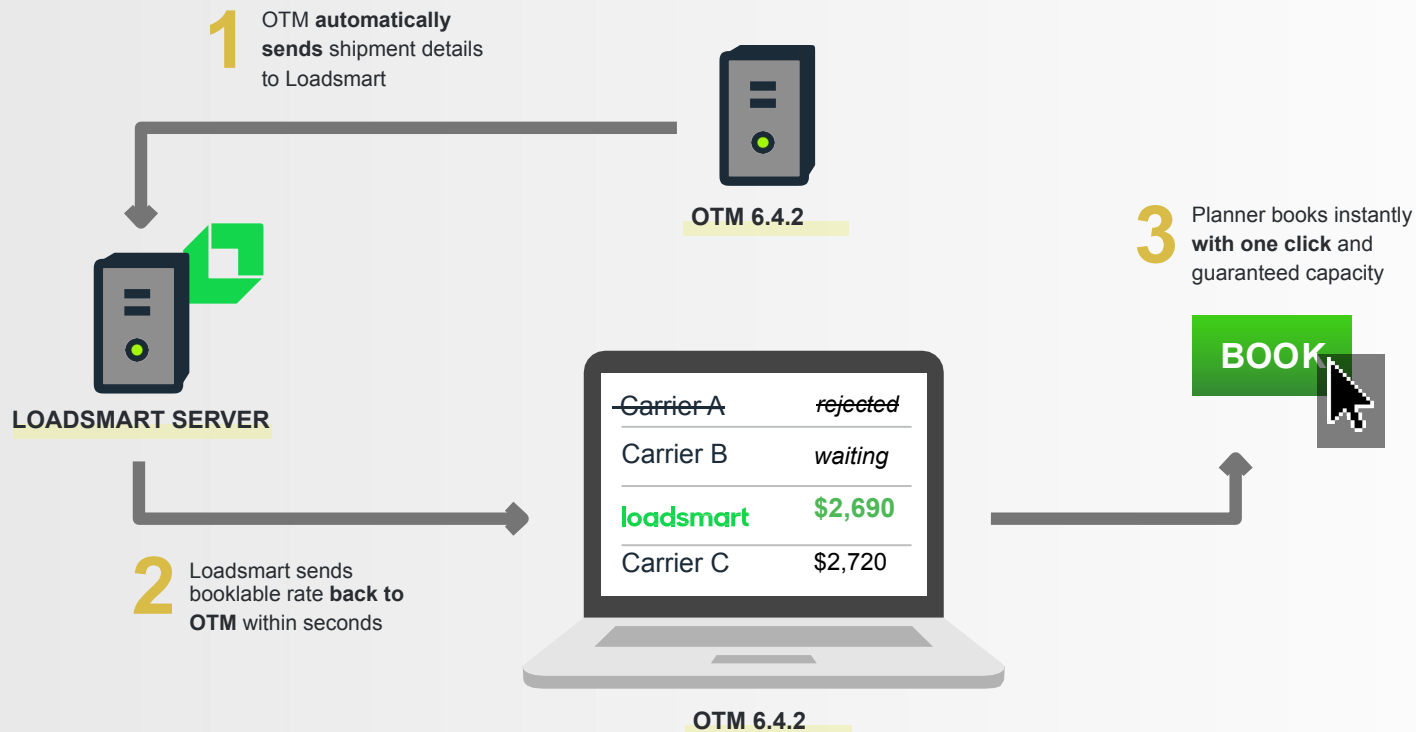 1
OTM automatically
sends shipment details
to Loadsmart
OTM 6.4.2
LOADSMART SERVER
2
Loadsmart sends
booklable rate back to
OTM within seconds
Carrier A rejected
Carrier B waiting
loadsmart $2,690
Carrier C $2,720
OTM 6.4.2
3
Planner books instantly
with one click and
guaranteed capacity
BOOK